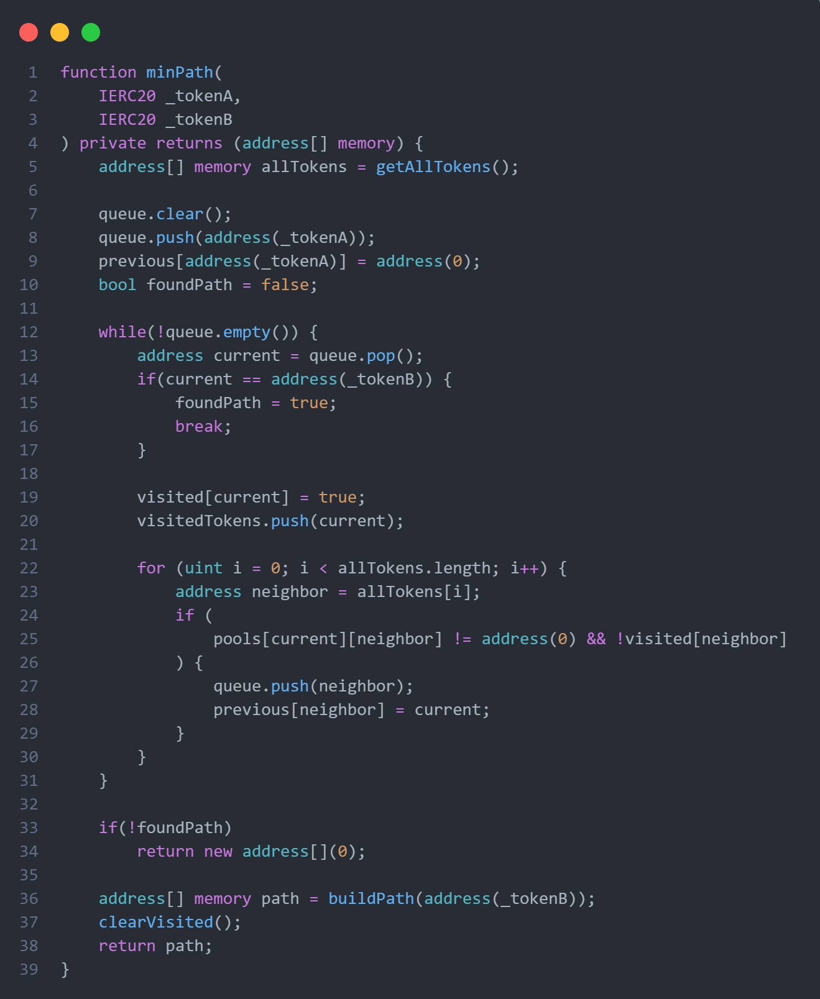 1 function minPath(
2     IERC20 _tokenA,
3     IERC20 _tokenB
4 ) private returns (address[] memory) {
5     address[] memory allTokens = getAllTokens();
6
7     queue.clear();
8     queue.push(address(_tokenA));
9     previous[address(_tokenA)] = address(0);
10     bool foundPath = false;
11
12     while(!queue.empty()) {
13         address current = queue.pop();
14         if(current == address(_tokenB)) {
15             foundPath = true;
16             break;
17         }
18
19         visited[current] = true;
20         visitedTokens.push(current);
21
22         for (uint i = 0; i < allTokens.length; i++) {
23             address neighbor = allTokens[i];
24             if (
25                 pools[current][neighbor] != address(0) && !visited[neighbor]
26             ) {
27                 queue.push(neighbor);
28                 previous[neighbor] = current;
29             }
30         }
31     }
32
33     if(!foundPath)
34         return new address[](0);
35
36     address[] memory path = buildPath(address(_tokenB));
37     clearVisited();
38     return path;
39 }